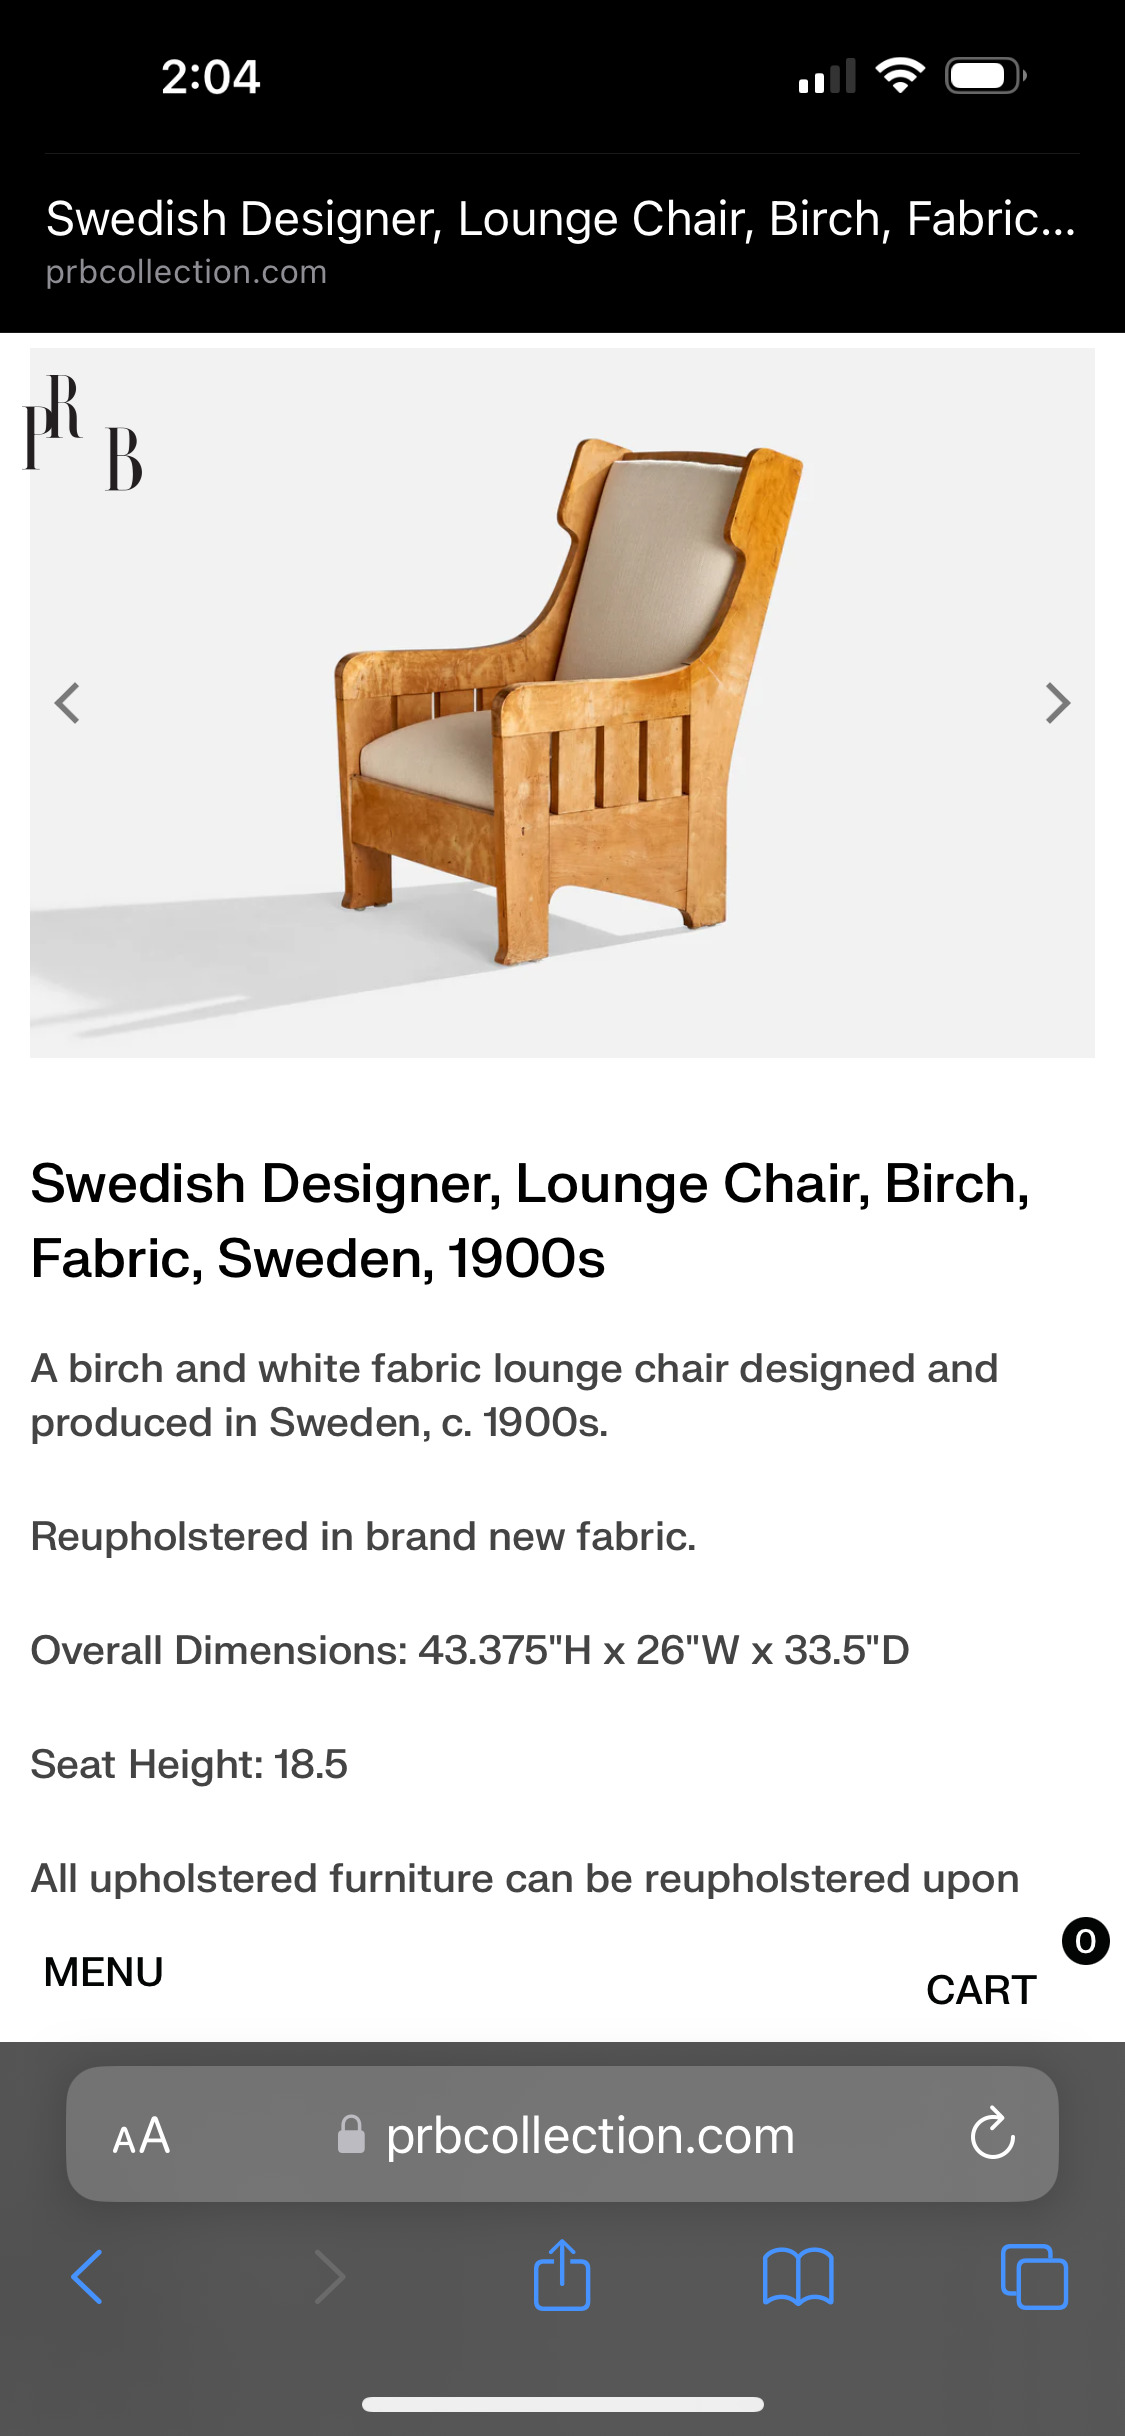 2:04
Swedish Designer, Lounge Chair, Birch, Fabric...
prbcollection.com
PRB
Swedish Designer, Lounge Chair, Birch,
Fabric, Sweden, 1900s
A birch and white fabric lounge chair designed and
produced in Sweden, c. 1900s.
Reupholstered in brand new fabric.
Overall Dimensions: 43.375"H x 26"W x 33.5"D
Seat Height: 18.5
All upholstered furniture can be reupholstered upon
MENU
0
CART
AA
prbcollection.com